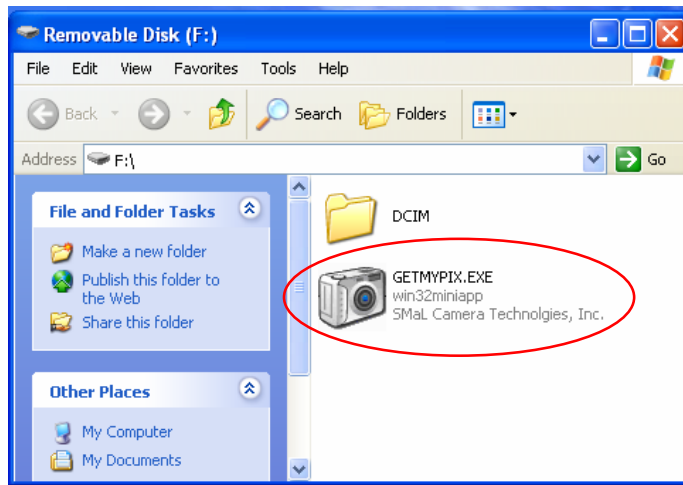 Removable Disk (F:)
File Edit View Favorites Tools Help
Back Search Folders
Address F:\ Go
File and Folder Tasks
Make a new folder
Publish this folder to
the Web
Share this folder
Other Places
My Computer
My Documents
DCIM
GETMYPIX.EXE
win32miniapp
SMaL Camera Technolgies, Inc.